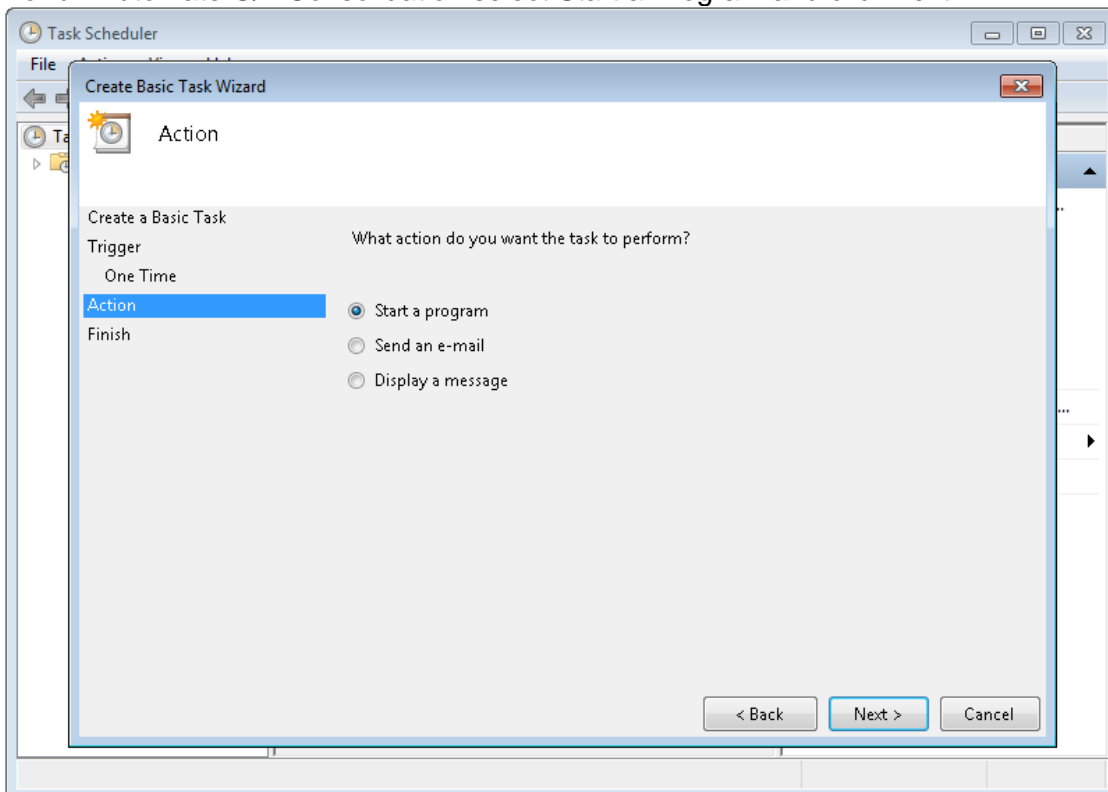 Task Scheduler
File
Create Basic Task Wizard
Action
Create a Basic Task
Trigger
One Time
Action
Finish
What action do you want the task to perform?
Start a program
Send an e-mail
Display a message
< Back
Next >
Cancel